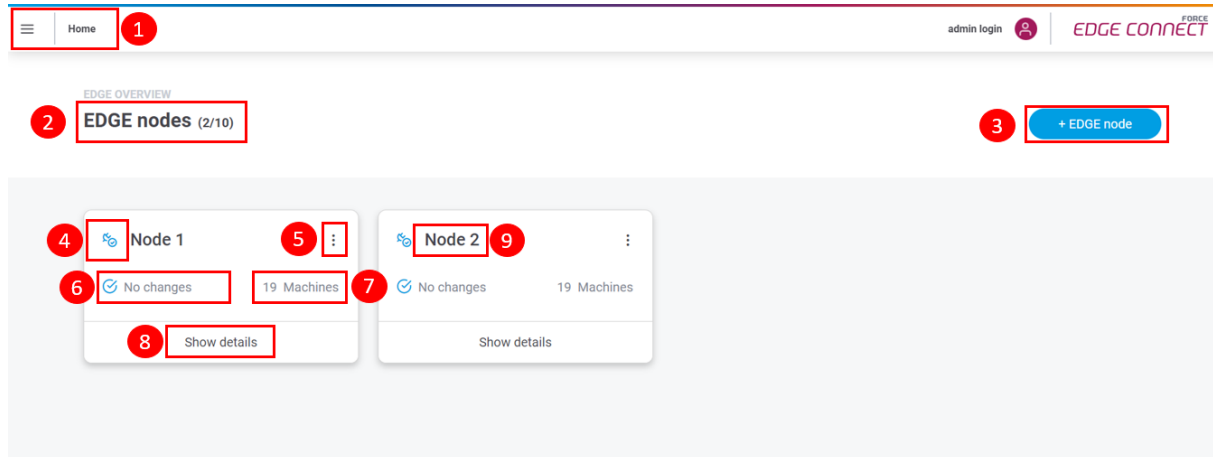 Home 1 admin login EDGE CONNECT FORCE
EDGE OVERVIEW
2 EDGE nodes (2/10) 3 + EDGE node
4 Node 1 5 Node 2 9
6 No changes 19 Machines 7 No changes 19 Machines
8 Show details Show details